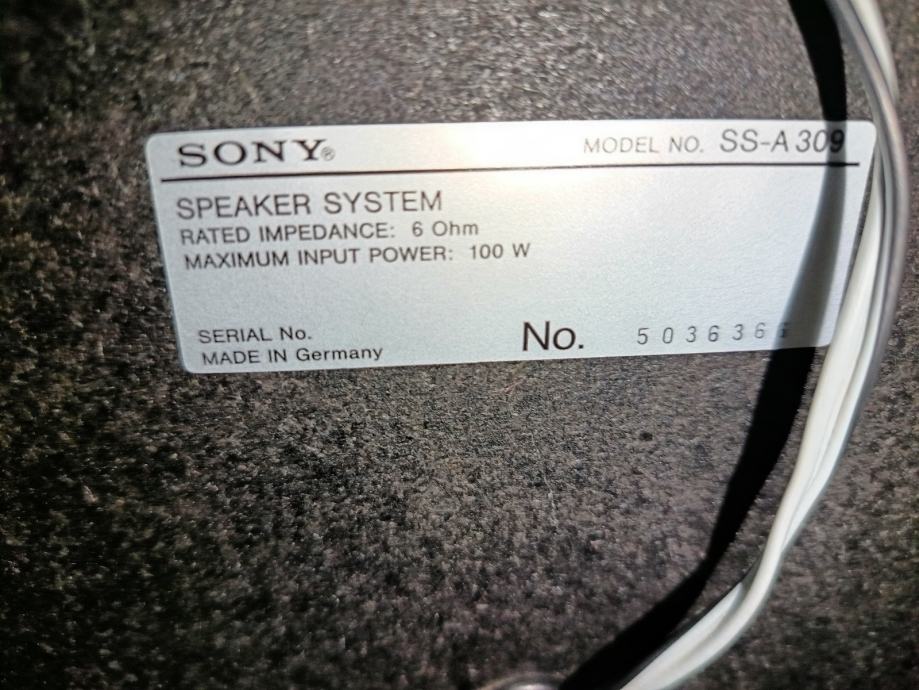 SONY® MODEL NO. SS-A309
SPEAKER SYSTEM
RATED IMPEDANCE: 6 Ohm
MAXIMUM INPUT POWER: 100 W
SERIAL No. No.
MADE IN Germany